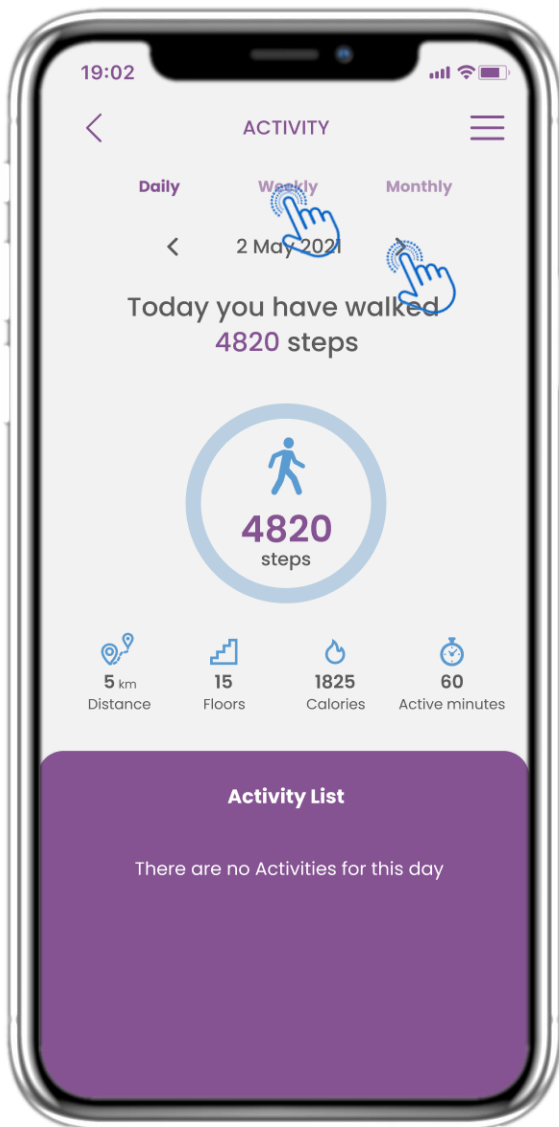 19:02
ACTIVITY
Daily Weekly Monthly
2 May 2021
Today you have walked
4820 steps
4820
steps
5 km 15 1825 60
Distance Floors Calories Active minutes
Activity List
There are no Activities for this day